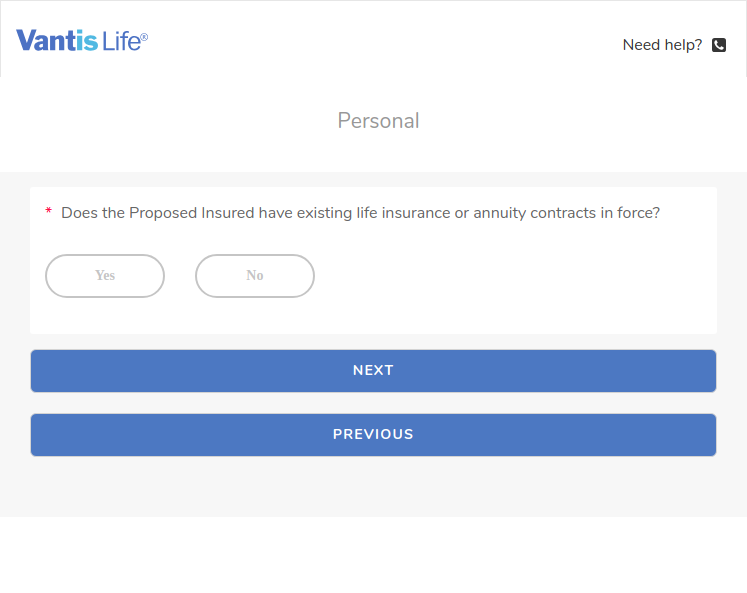 Vantis Life®
Need help?
Personal
* Does the Proposed Insured have existing life insurance or annuity contracts in force?
Yes No
NEXT
PREVIOUS